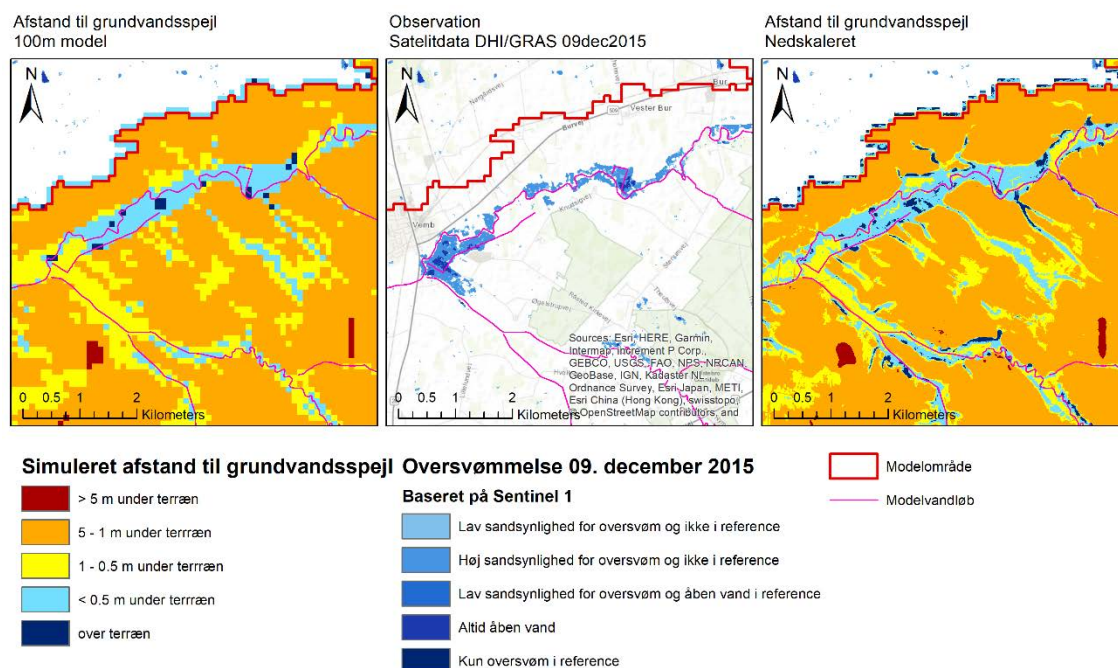 Afstand til grundvandsspejl
100m model
Observation
Satelitdata DHI/GRAS 09dec2015
Afstand til grundvandsspejl
Nedskaleret
N
0 0.5 1 2
Kilometers
N
Bur
Vester Bur
Burvej
Vemb
Sources: Esri, HERE, Garmin,
Intermap, increment P Corp.,
GEBCO, USGS, FAO, NPS, NRCAN,
GeoBase, IGN, Kadaster NL,
Ordnance Survey, Esri Japan, METI,
Esri China (Hong Kong), swisstopo,
© OpenStreetMap contributors, and
0 0.5 1 2
Kilometers
N
0 0.5 1 2
Kilometers
Simuleret afstand til grundvandsspejl
> 5 m under terræn
5 - 1 m under terrræn
1 - 0.5 m under terrræn
< 0.5 m under terrræn
over terræn
Oversvømmelse 09. december 2015
Baseret på Sentinel 1
Lav sandsynlighed for oversvøm og ikke i reference
Høj sandsynlighed for oversvøm og ikke i reference
Lav sandsynlighed for oversvøm og åben vand i reference
Altid åben vand
Kun oversvøm i reference
Modelområde
Modelvandløb